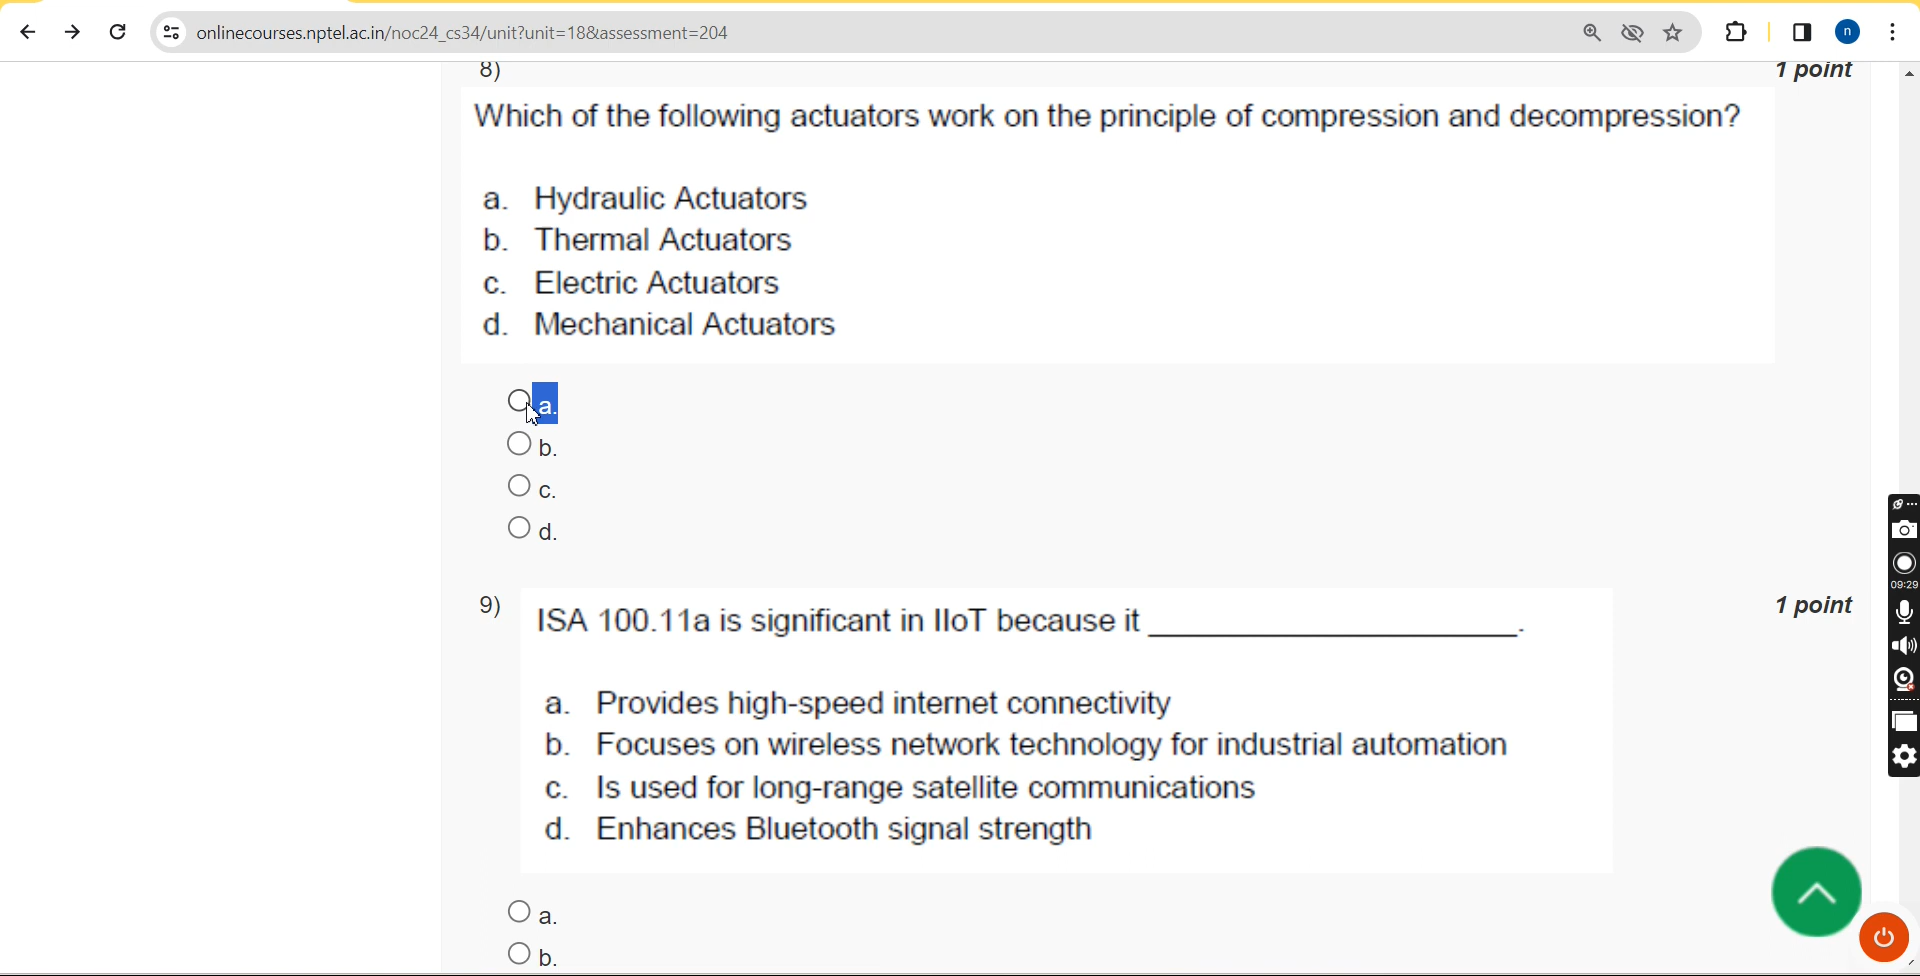 onlinecourses.nptel.ac.in/noc24_cs34/unit?unit=18&assessment=204
n
8)
1 point
Which of the following actuators work on the principle of compression and decompression?
a. Hydraulic Actuators
b. Thermal Actuators
c. Electric Actuators
d. Mechanical Actuators
a.
b.
c.
d.
9)
1 point
ISA 100.11a is significant in IIoT because it ____________________.
a. Provides high-speed internet connectivity
b. Focuses on wireless network technology for industrial automation
c. Is used for long-range satellite communications
d. Enhances Bluetooth signal strength
a.
b.
09:29